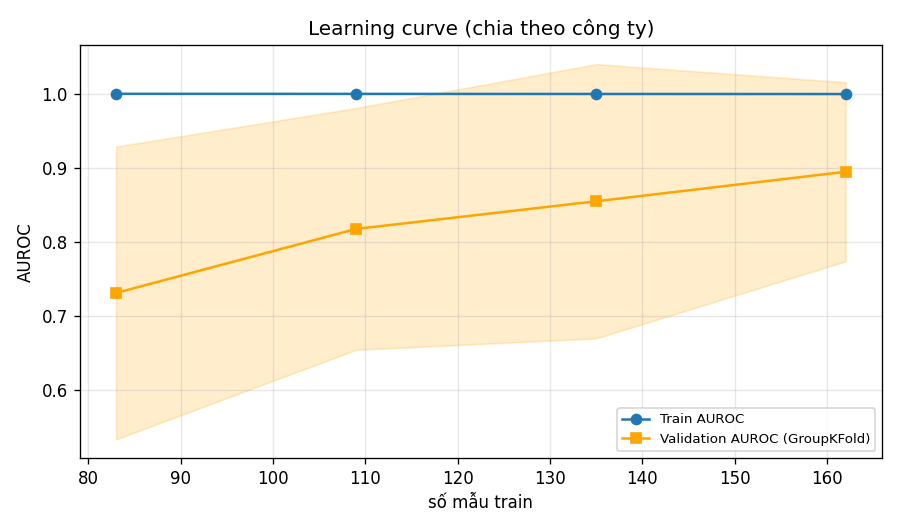 Learning curve (chia theo công ty)
AUROC
1.0
0.9
0.8
0.7
0.6
80 90 100 110 120 130 140 150 160
số mẫu train
Train AUROC
Validation AUROC (GroupKFold)